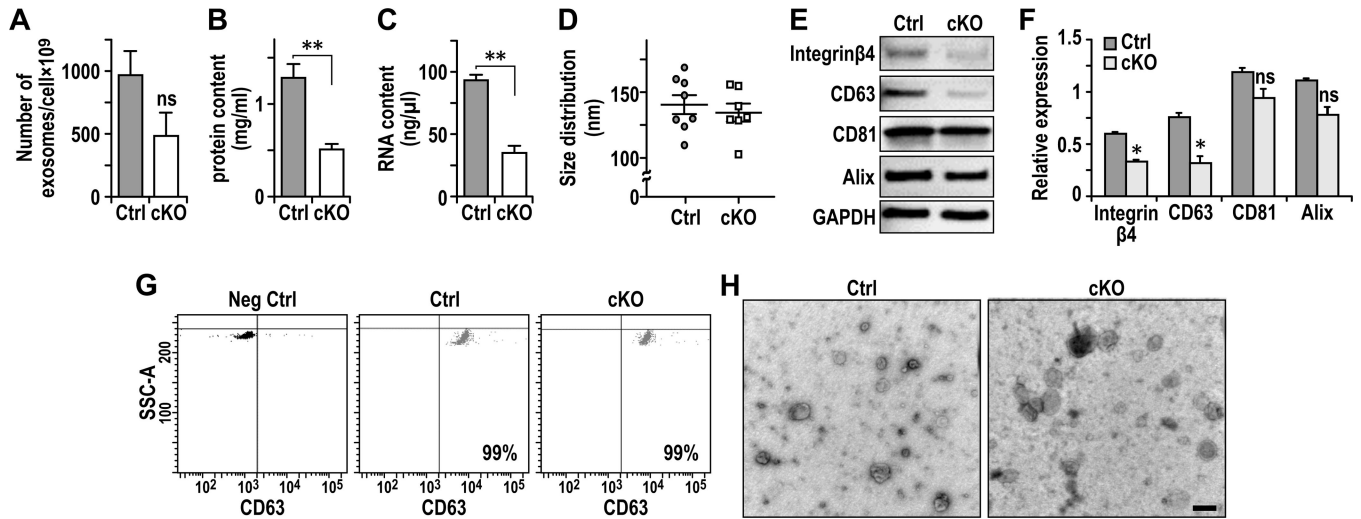 A
Number of
exosomes/cell×10⁹
1000
500
0
ns
Ctrl cKO
B
protein content
(mg/ml)
1
0
**
Ctrl cKO
C
RNA content
(ng/µl)
100
50
0
**
Ctrl cKO
D
Size distribution
(nm)
150
100
0
Ctrl cKO
E
Ctrl cKO
Integrinβ4
CD63
CD81
Alix
GAPDH
F
Relative expression
1.5
1
0.5
0
Ctrl
cKO
*
*
ns
ns
Integrin
β4
CD63
CD81
Alix
G
Neg Ctrl
Ctrl
cKO
SSC-A
200
100
99%
99%
10² 10³ 10⁴ 10⁵
10² 10³ 10⁴ 10⁵
10² 10³ 10⁴ 10⁵
CD63
CD63
CD63
H
Ctrl
cKO